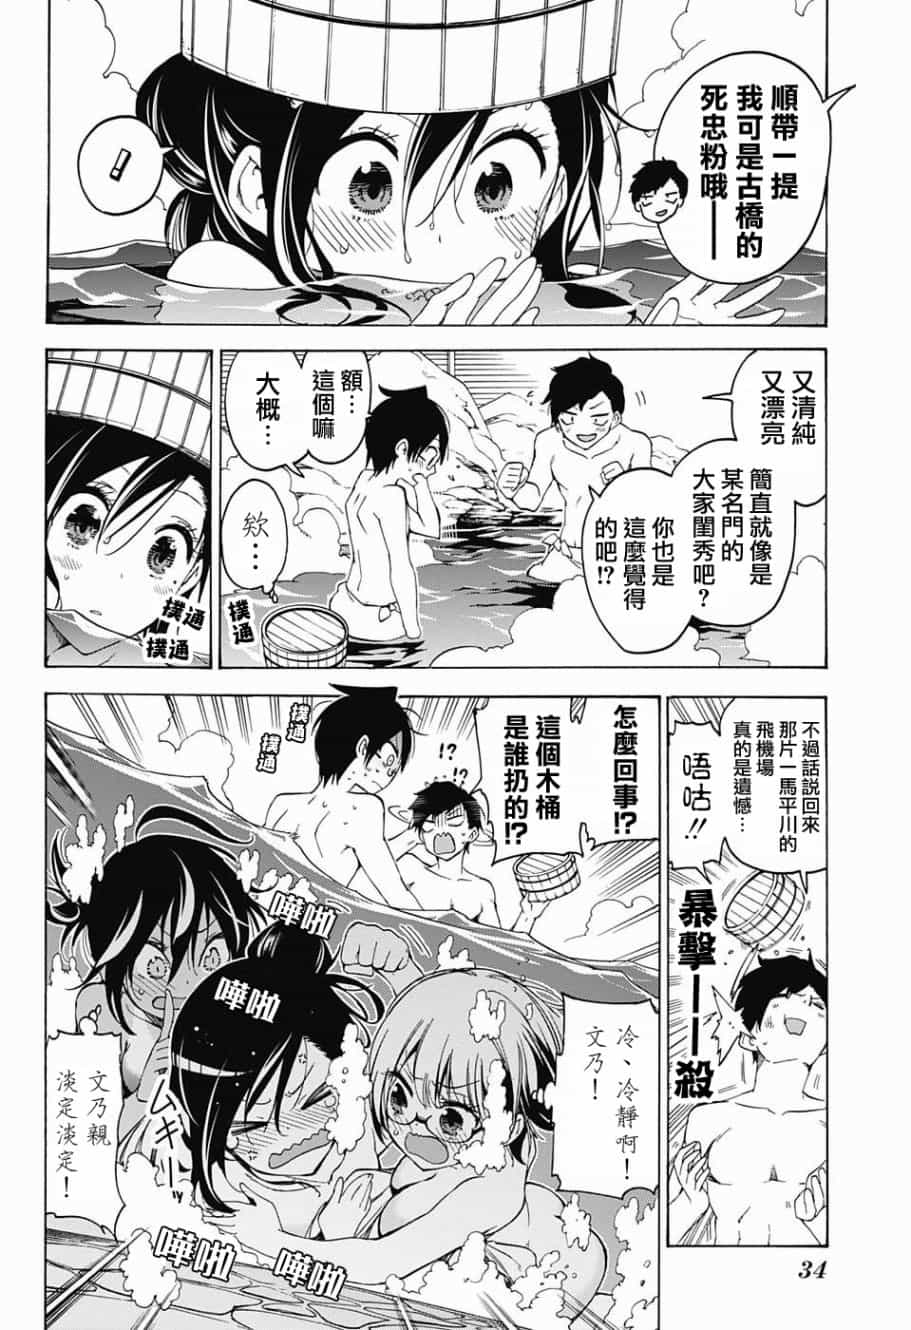 順帶一提
我可是古橋的
死忠粉哦——
！
又清純
又漂亮
簡直就像是
某名門的
大家閨秀吧？
你也是
這麼覺得
的吧!?
額…
這個嘛
大概…
欸…
撲通
撲通
撲通
不過話説回來
那片一馬平川的
飛機場
真的是遺憾…
唔咕!!
暴擊——殺
怎麼回事!?
這個木桶
是誰扔的!?
!?
!?
撲通
撲通
嘩啦
嘩啦
冷、冷靜啊！
文乃！
文乃親
淡定淡定！
ムキーッ
嘩啦
嘩啦
34